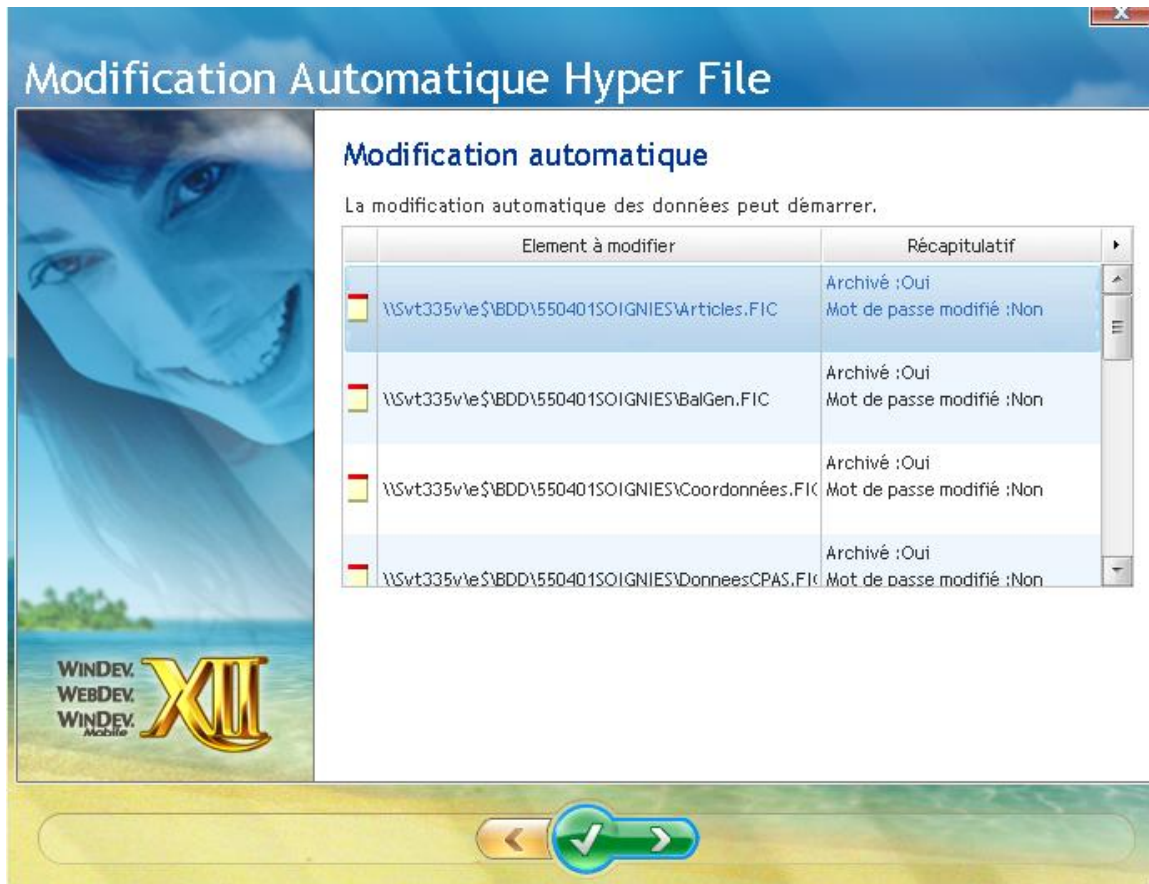 X
Modification Automatique Hyper File
Modification automatique
La modification automatique des données peut démarrer.
Element à modifier Récapitulatif
Archivé :Oui
\\Svt335v\e$\BDD\550401SOIGNIES\Articles.FIC Mot de passe modifié :Non
Archivé :Oui
\\Svt335v\e$\BDD\550401SOIGNIES\BalGen.FIC Mot de passe modifié :Non
Archivé :Oui
\\Svt335v\e$\BDD\550401SOIGNIES\Coordonnées.FIC Mot de passe modifié :Non
Archivé :Oui
\\Svt335v\e$\BDD\550401SOIGNIES\DonneesCPAS.FIC Mot de passe modifié :Non
WINDEV.
WEBDEV.
WINDEV.
Mobile
XII